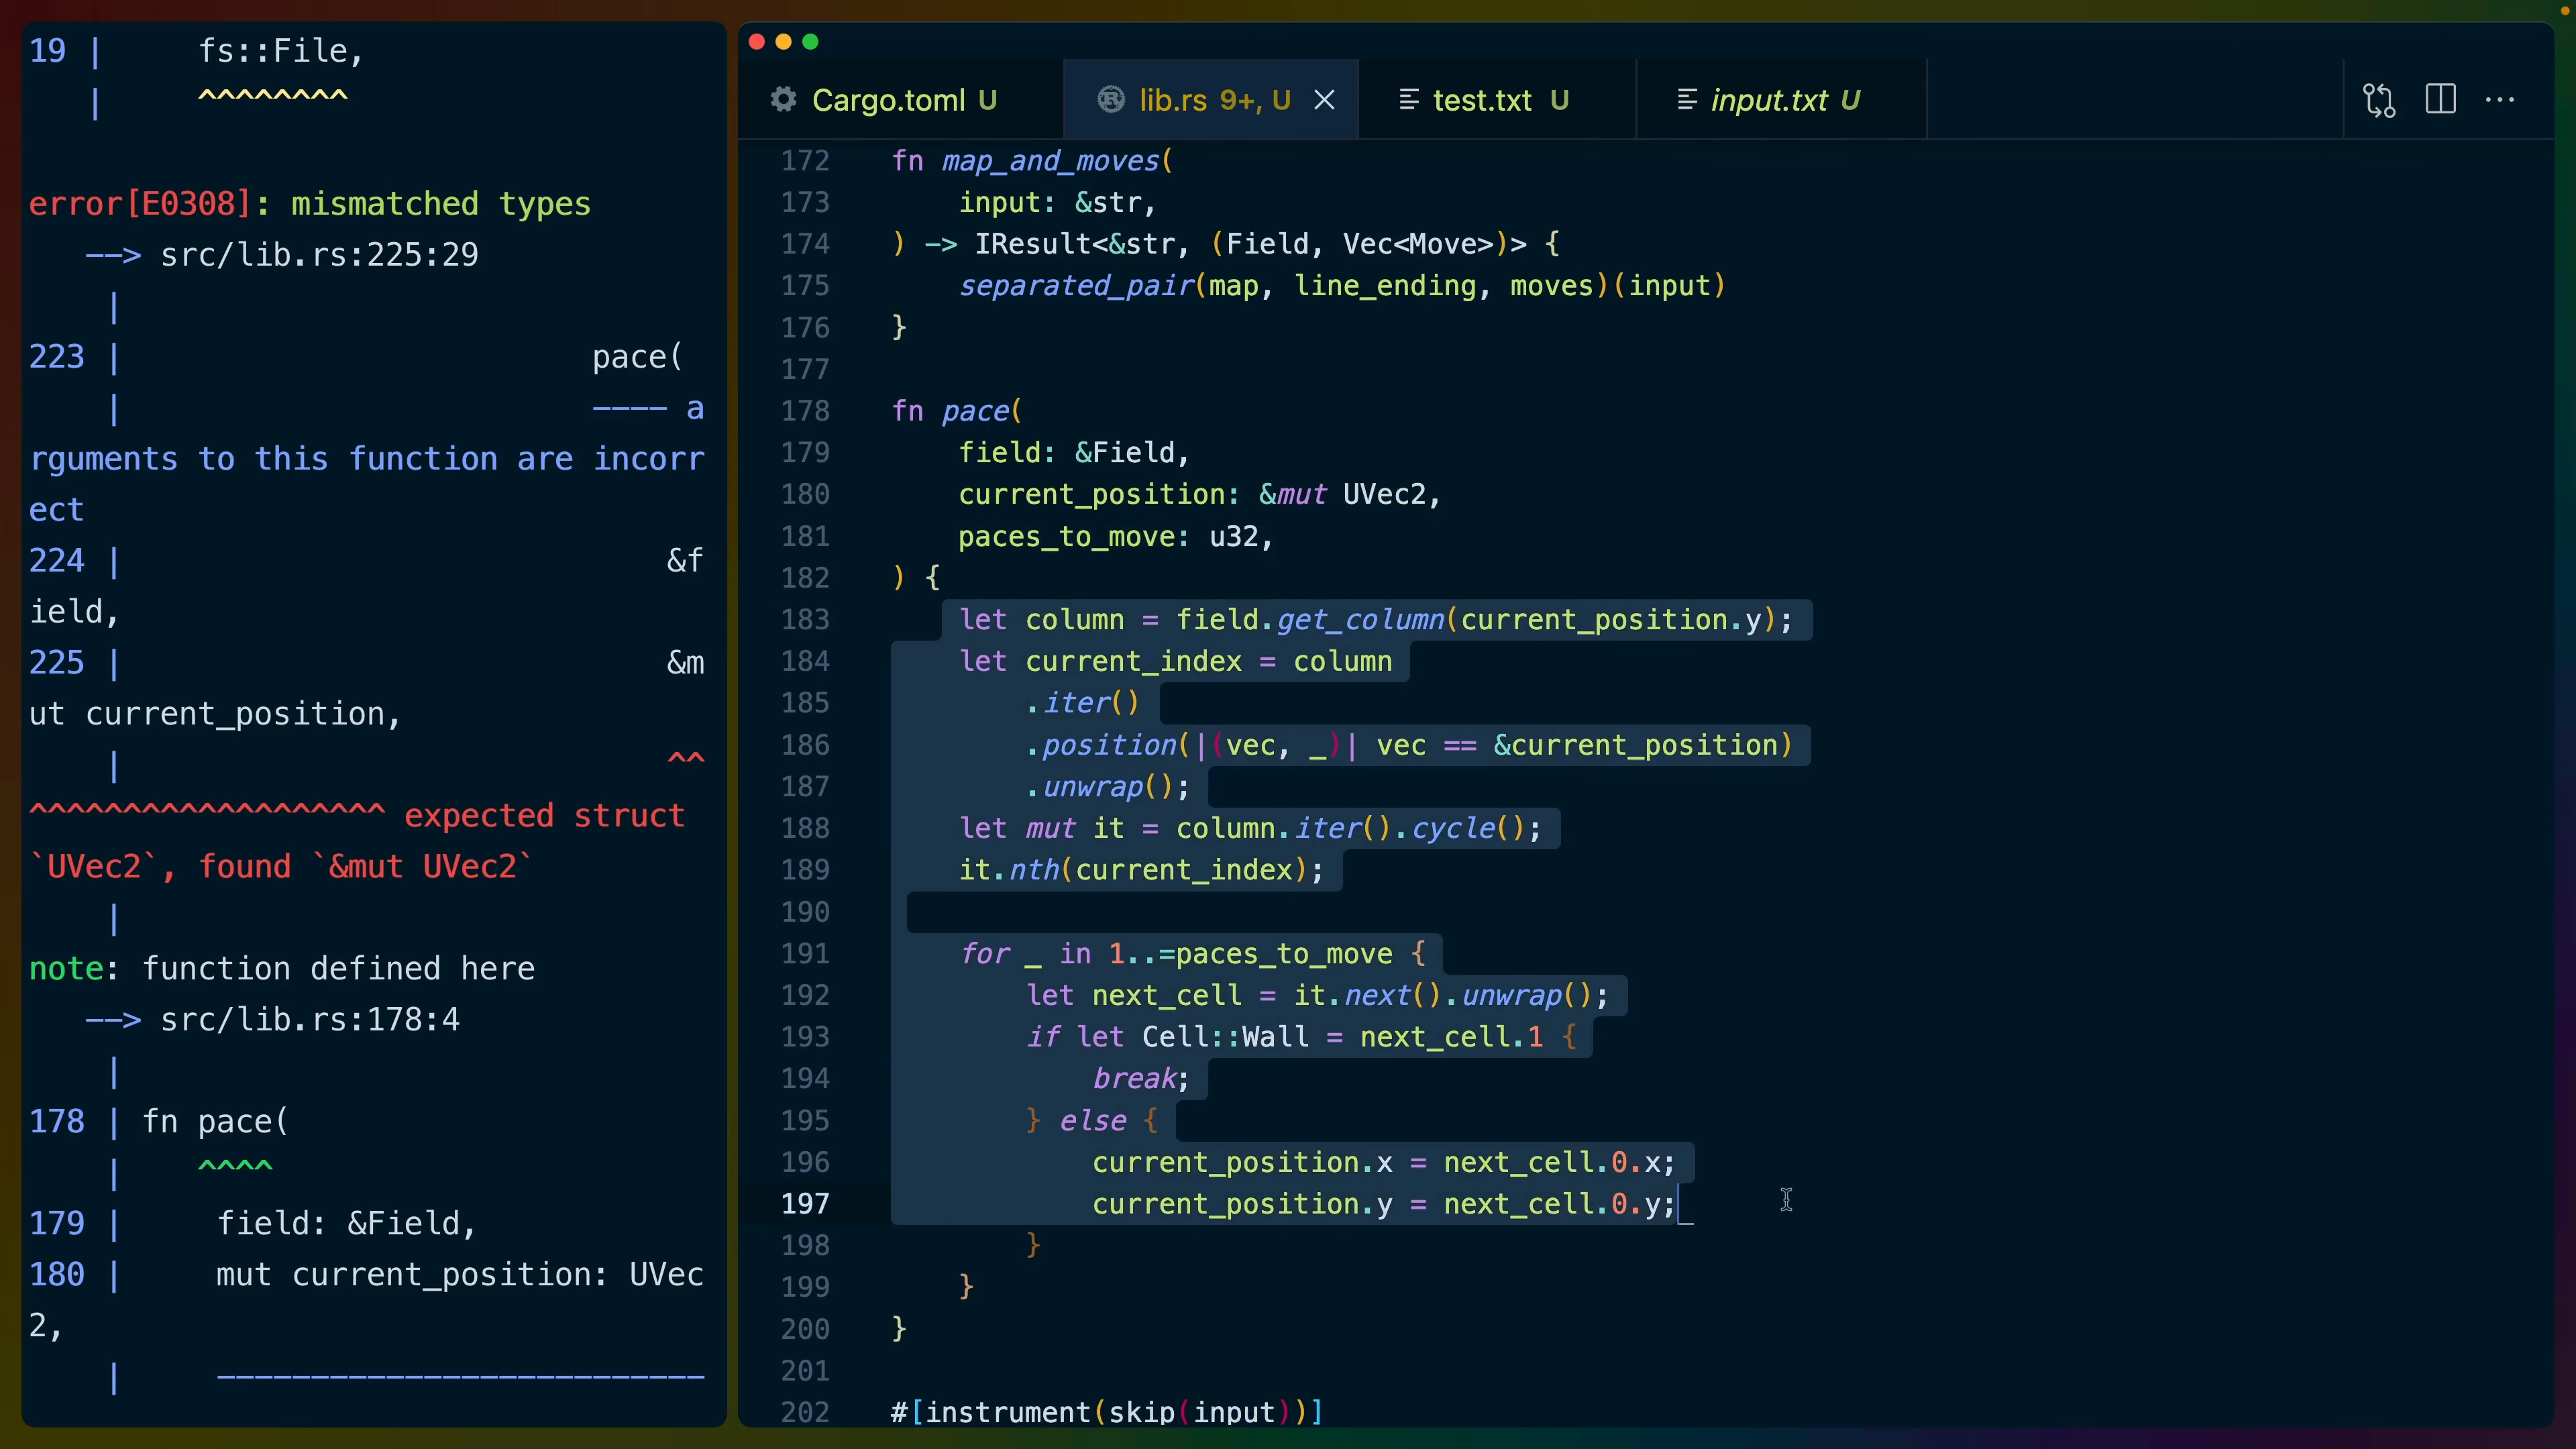 19 |     fs::File,
   |     ^^^^^^^^
error[E0308]: mismatched types
   --> src/lib.rs:225:29
    |
223 |                         pace(
    |                         ---- a
rguments to this function are incorr
ect
224 |                             &f
ield,
225 |                             &m
ut current_position,
    |                             ^^
^^^^^^^^^^^^^^^^^^^ expected struct
`UVec2`, found `&mut UVec2`
    |
note: function defined here
   --> src/lib.rs:178:4
    |
178 | fn pace(
    |    ^^^^
179 |     field: &Field,
180 |     mut current_position: UVec
2,
    |     --------------------------
Cargo.toml U
lib.rs 9+, U
test.txt U
input.txt U
172 fn map_and_moves(
173     input: &str,
174 ) -> IResult<&str, (Field, Vec<Move>)> {
175     separated_pair(map, line_ending, moves)(input)
176 }
177
178 fn pace(
179     field: &Field,
180     current_position: &mut UVec2,
181     paces_to_move: u32,
182 ) {
183     let column = field.get_column(current_position.y);
184     let current_index = column
185         .iter()
186         .position(|(vec, _)| vec == &current_position)
187         .unwrap();
188     let mut it = column.iter().cycle();
189     it.nth(current_index);
190
191     for _ in 1..=paces_to_move {
192         let next_cell = it.next().unwrap();
193         if let Cell::Wall = next_cell.1 {
194             break;
195         } else {
196             current_position.x = next_cell.0.x;
197             current_position.y = next_cell.0.y;
198         }
199     }
200 }
201
202 #[instrument(skip(input))]